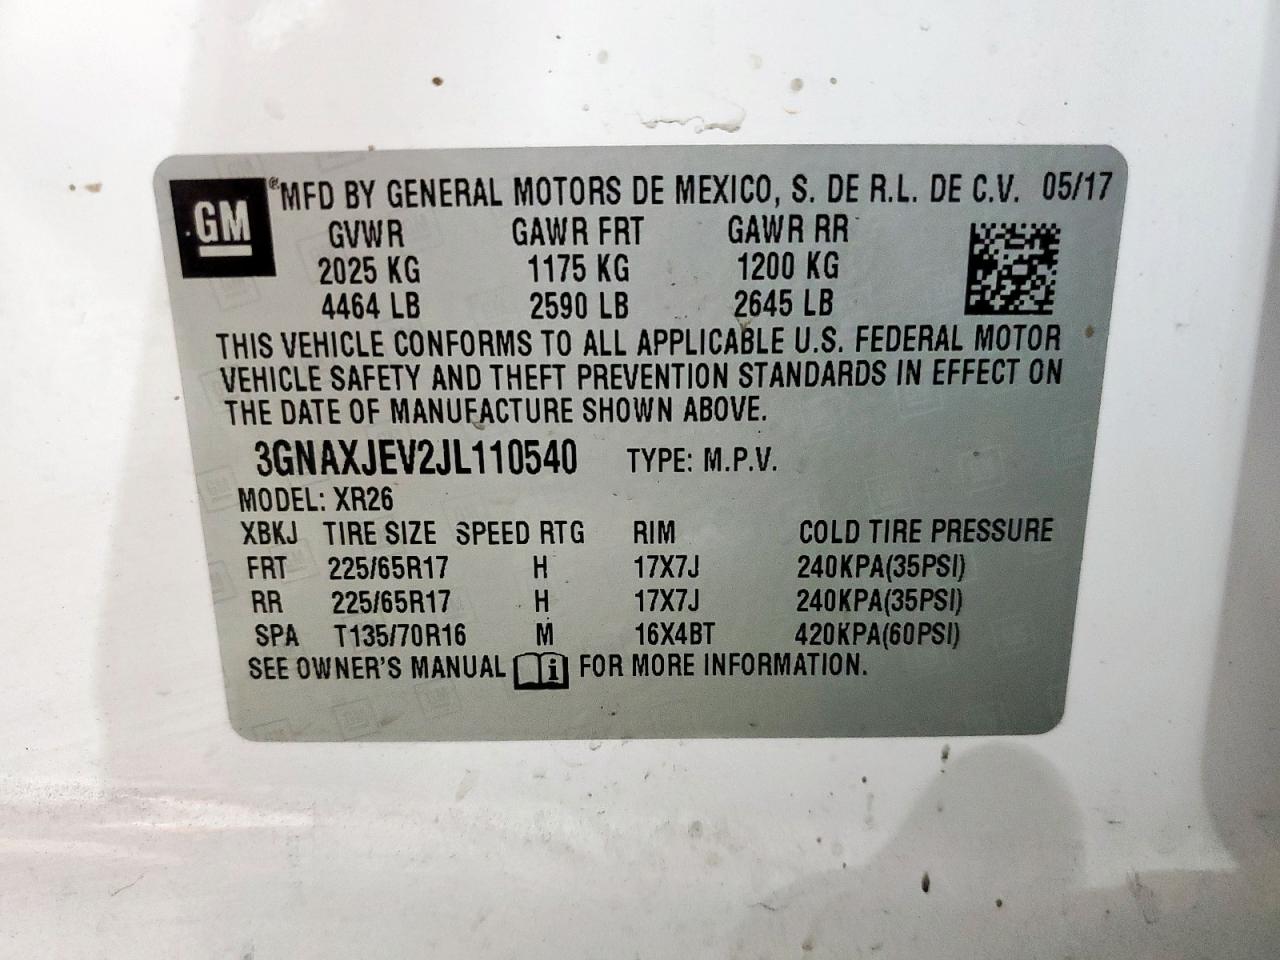 GM
®MFD BY GENERAL MOTORS DE MEXICO, S. DE R.L. DE C.V. 05/17
GVWR GAWR FRT GAWR RR
2025 KG 1175 KG 1200 KG
4464 LB 2590 LB 2645 LB
THIS VEHICLE CONFORMS TO ALL APPLICABLE U.S. FEDERAL MOTOR
VEHICLE SAFETY AND THEFT PREVENTION STANDARDS IN EFFECT ON
THE DATE OF MANUFACTURE SHOWN ABOVE.
3GNAXJEV2JL110540 TYPE: M.P.V.
MODEL: XR26
XBKJ TIRE SIZE SPEED RTG RIM COLD TIRE PRESSURE
FRT 225/65R17 H 17X7J 240KPA(35PSI)
RR 225/65R17 H 17X7J 240KPA(35PSI)
SPA T135/70R16 M 16X4BT 420KPA(60PSI)
SEE OWNER'S MANUAL i FOR MORE INFORMATION.